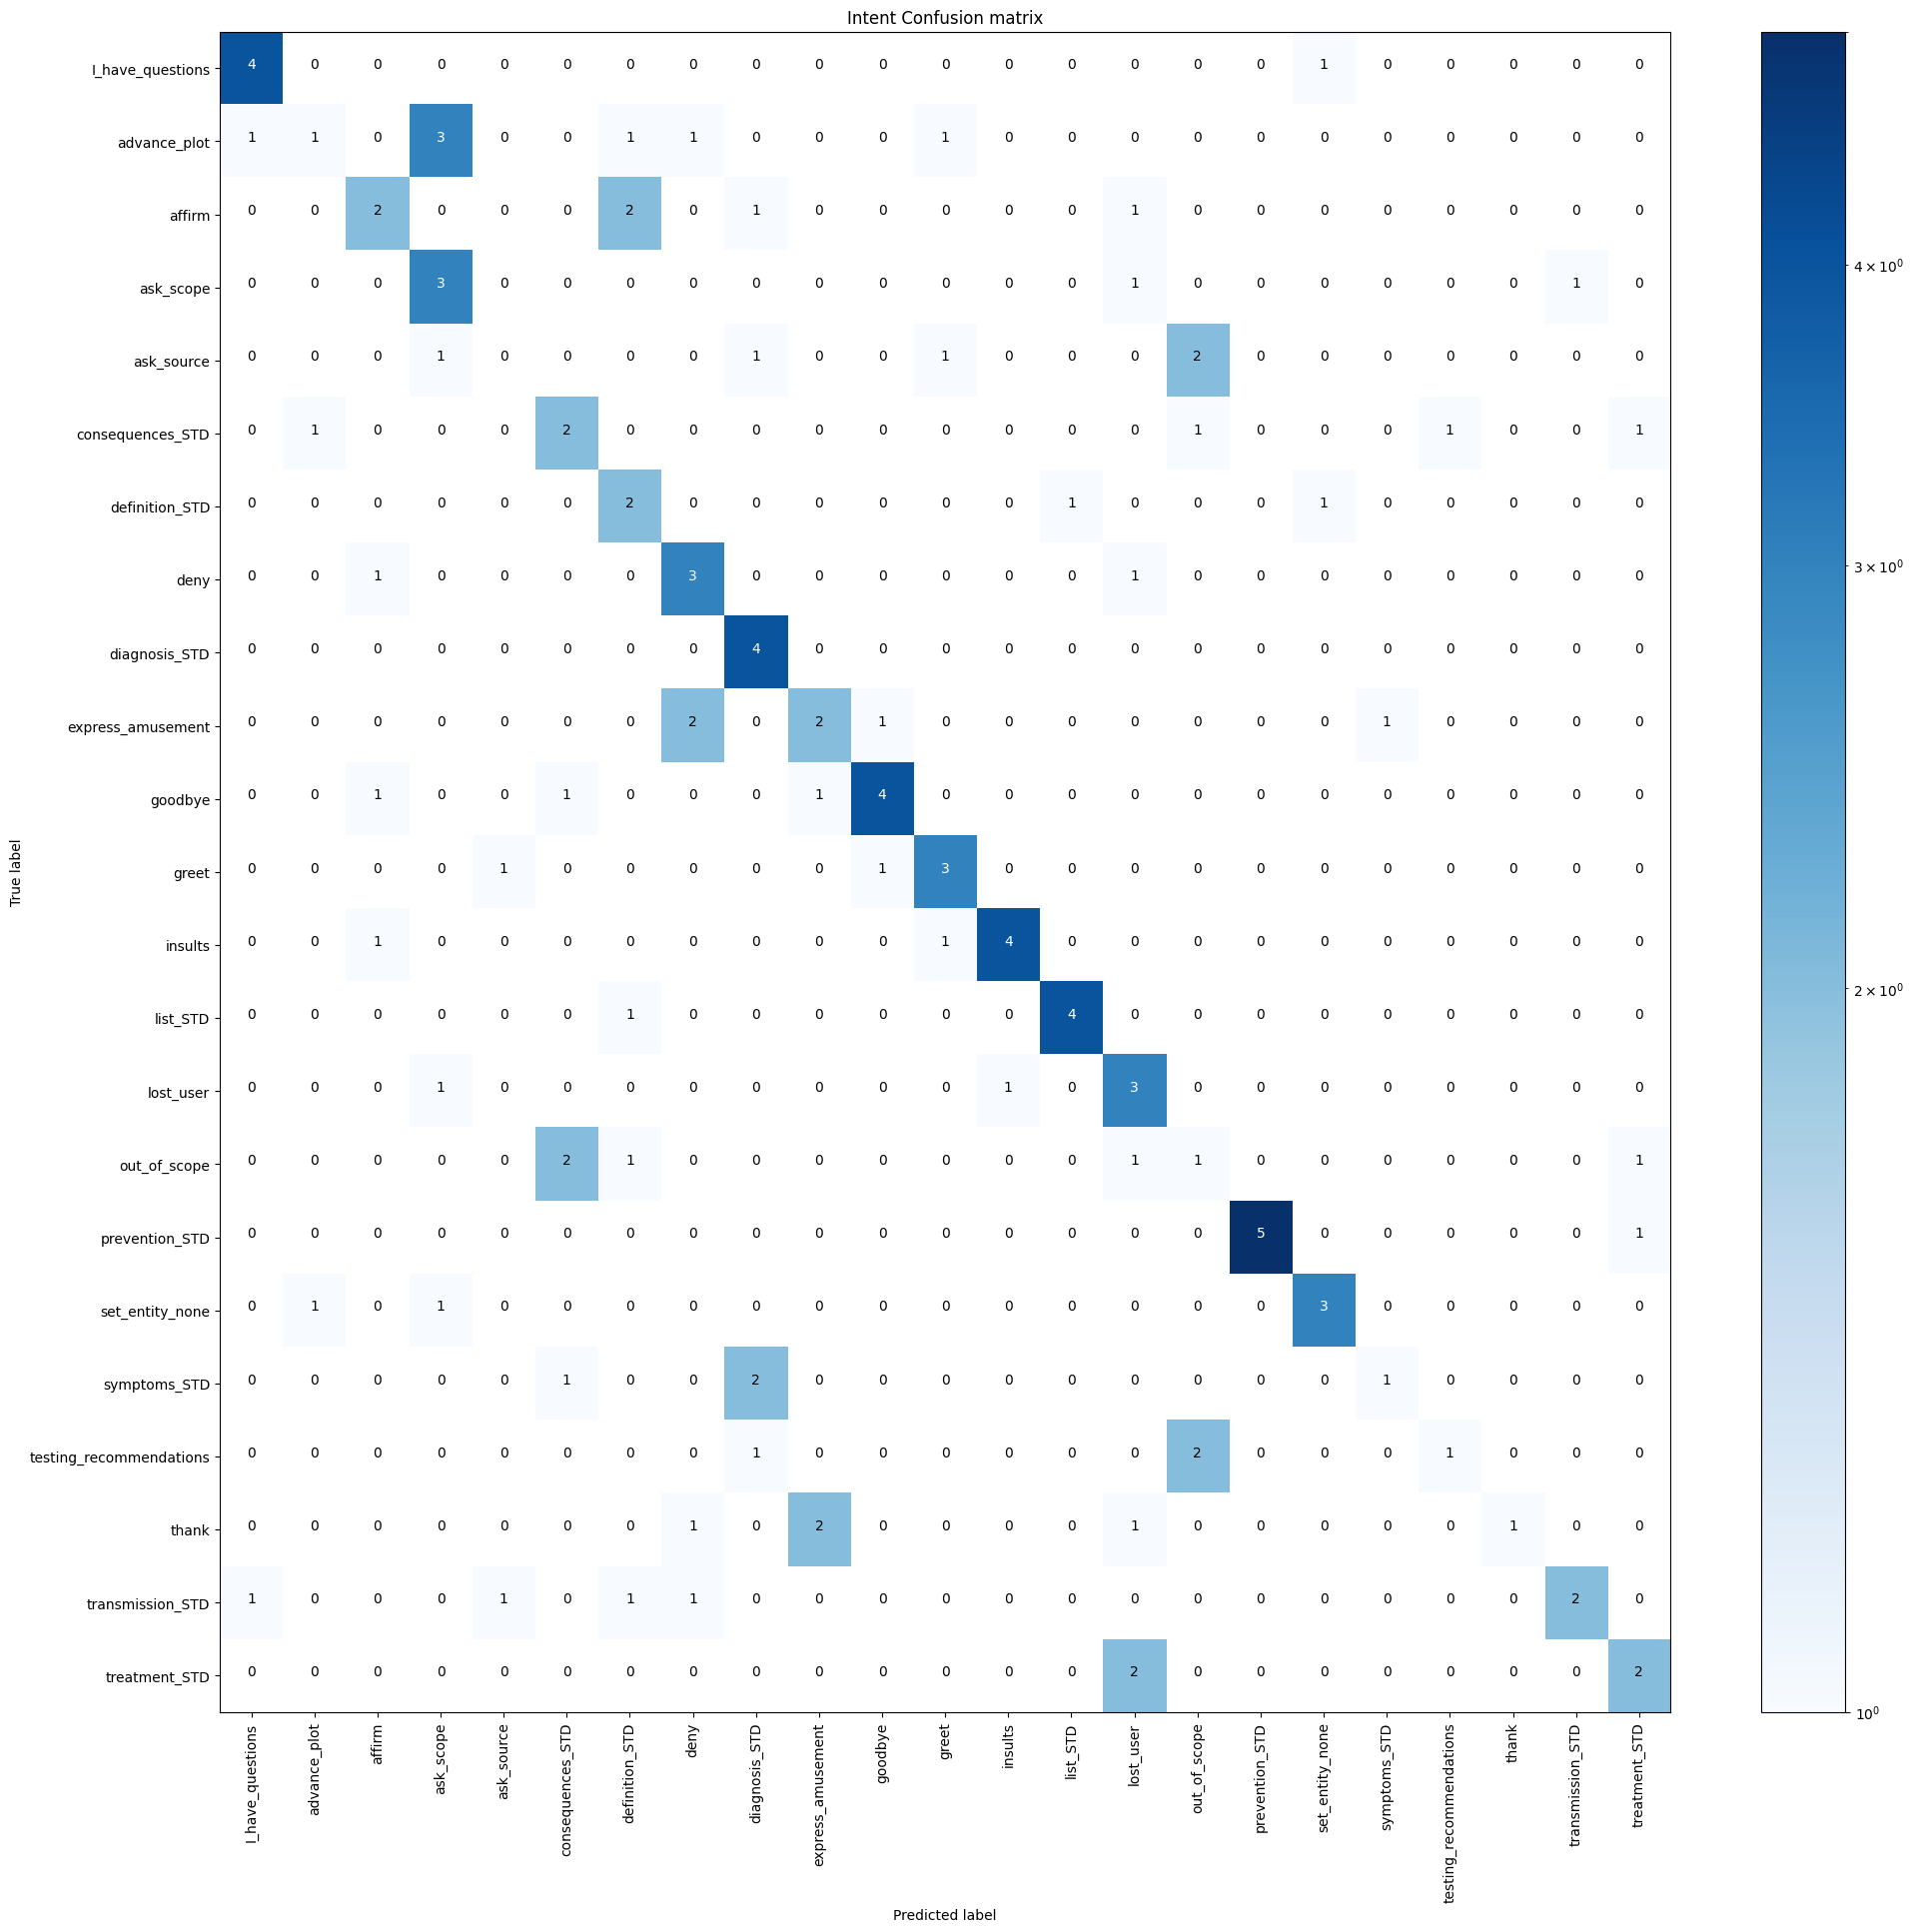 Intent Confusion matrix
I_have_questions 4 0 0 0 0 0 0 0 0 0 0 0 0 0 0 0 0 1 0 0 0 0 0
advance_plot 1 1 0 3 0 0 1 1 0 0 0 1 0 0 0 0 0 0 0 0 0 0 0
affirm 0 0 2 0 0 0 2 0 1 0 0 0 0 0 1 0 0 0 0 0 0 0 0
ask_scope 0 0 0 3 0 0 0 0 0 0 0 0 0 0 1 0 0 0 0 0 0 1 0
ask_source 0 0 0 1 0 0 0 0 1 0 0 1 0 0 0 2 0 0 0 0 0 0 0
consequences_STD 0 1 0 0 0 2 0 0 0 0 0 0 0 0 0 1 0 0 0 1 0 0 1
definition_STD 0 0 0 0 0 0 2 0 0 0 0 0 0 1 0 0 0 1 0 0 0 0 0
deny 0 0 1 0 0 0 0 3 0 0 0 0 0 0 1 0 0 0 0 0 0 0 0
diagnosis_STD 0 0 0 0 0 0 0 0 4 0 0 0 0 0 0 0 0 0 0 0 0 0 0
express_amusement 0 0 0 0 0 0 0 2 0 2 1 0 0 0 0 0 0 0 1 0 0 0 0
goodbye 0 0 1 0 0 1 0 0 0 1 4 0 0 0 0 0 0 0 0 0 0 0 0
greet 0 0 0 0 1 0 0 0 0 0 1 3 0 0 0 0 0 0 0 0 0 0 0
insults 0 0 1 0 0 0 0 0 0 0 0 1 4 0 0 0 0 0 0 0 0 0 0
list_STD 0 0 0 0 0 0 1 0 0 0 0 0 0 4 0 0 0 0 0 0 0 0 0
lost_user 0 0 0 1 0 0 0 0 0 0 0 0 1 0 3 0 0 0 0 0 0 0 0
out_of_scope 0 0 0 0 0 2 1 0 0 0 0 0 0 0 1 1 0 0 0 0 0 0 1
prevention_STD 0 0 0 0 0 0 0 0 0 0 0 0 0 0 0 0 5 0 0 0 0 0 1
set_entity_none 0 1 0 1 0 0 0 0 0 0 0 0 0 0 0 0 0 3 0 0 0 0 0
symptoms_STD 0 0 0 0 0 1 0 0 2 0 0 0 0 0 0 0 0 0 1 0 0 0 0
testing_recommendations 0 0 0 0 0 0 0 0 1 0 0 0 0 0 0 2 0 0 0 1 0 0 0
thank 0 0 0 0 0 0 0 1 0 2 0 0 0 0 1 0 0 0 0 0 1 0 0
transmission_STD 1 0 0 0 1 0 1 1 0 0 0 0 0 0 0 0 0 0 0 0 0 2 0
treatment_STD 0 0 0 0 0 0 0 0 0 0 0 0 0 0 2 0 0 0 0 0 0 0 2
True label
I_have_questions
advance_plot
affirm
ask_scope
ask_source
consequences_STD
definition_STD
deny
diagnosis_STD
express_amusement
goodbye
greet
insults
list_STD
lost_user
out_of_scope
prevention_STD
set_entity_none
symptoms_STD
testing_recommendations
thank
transmission_STD
treatment_STD
Predicted label
4 × 10⁰
3 × 10⁰
2 × 10⁰
10⁰